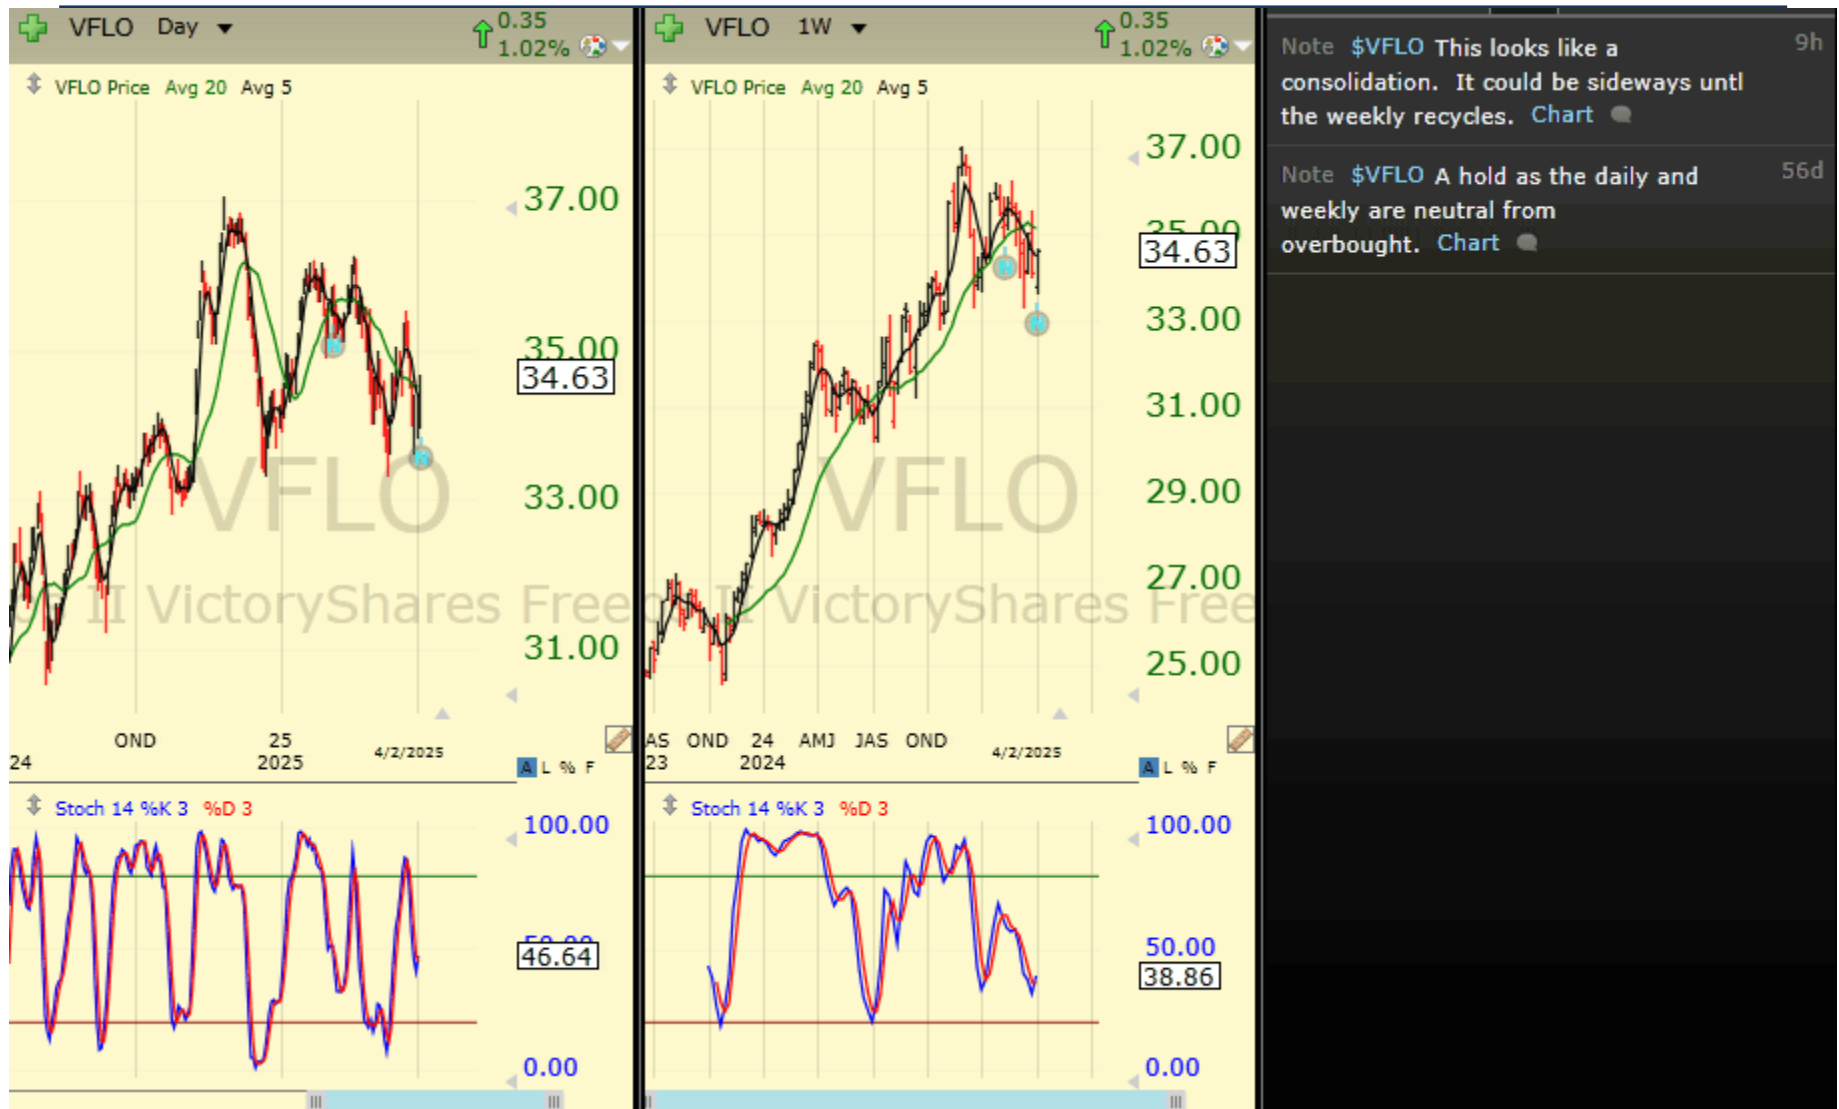 VFLO Day
0.35
1.02%
VFLO Price Avg 20 Avg 5
37.00
35.00
34.63
33.00
31.00
VFLO
II VictoryShares Free
OND 25
24 2025 4/2/2025
A L % F
Stoch 14 %K 3 %D 3
100.00
50.00
46.64
0.00
VFLO 1W
0.35
1.02%
VFLO Price Avg 20 Avg 5
37.00
35.00
34.63
33.00
31.00
29.00
27.00
25.00
VFLO
II VictoryShares Free
AS OND 24 AMJ JAS OND
23 2024 4/2/2025
A L % F
Stoch 14 %K 3 %D 3
100.00
50.00
38.86
0.00
Note $VFLO This looks like a 9h
consolidation. It could be sideways untl
the weekly recycles. Chart
Note $VFLO A hold as the daily and 56d
weekly are neutral from
overbought. Chart
N
N
N
N